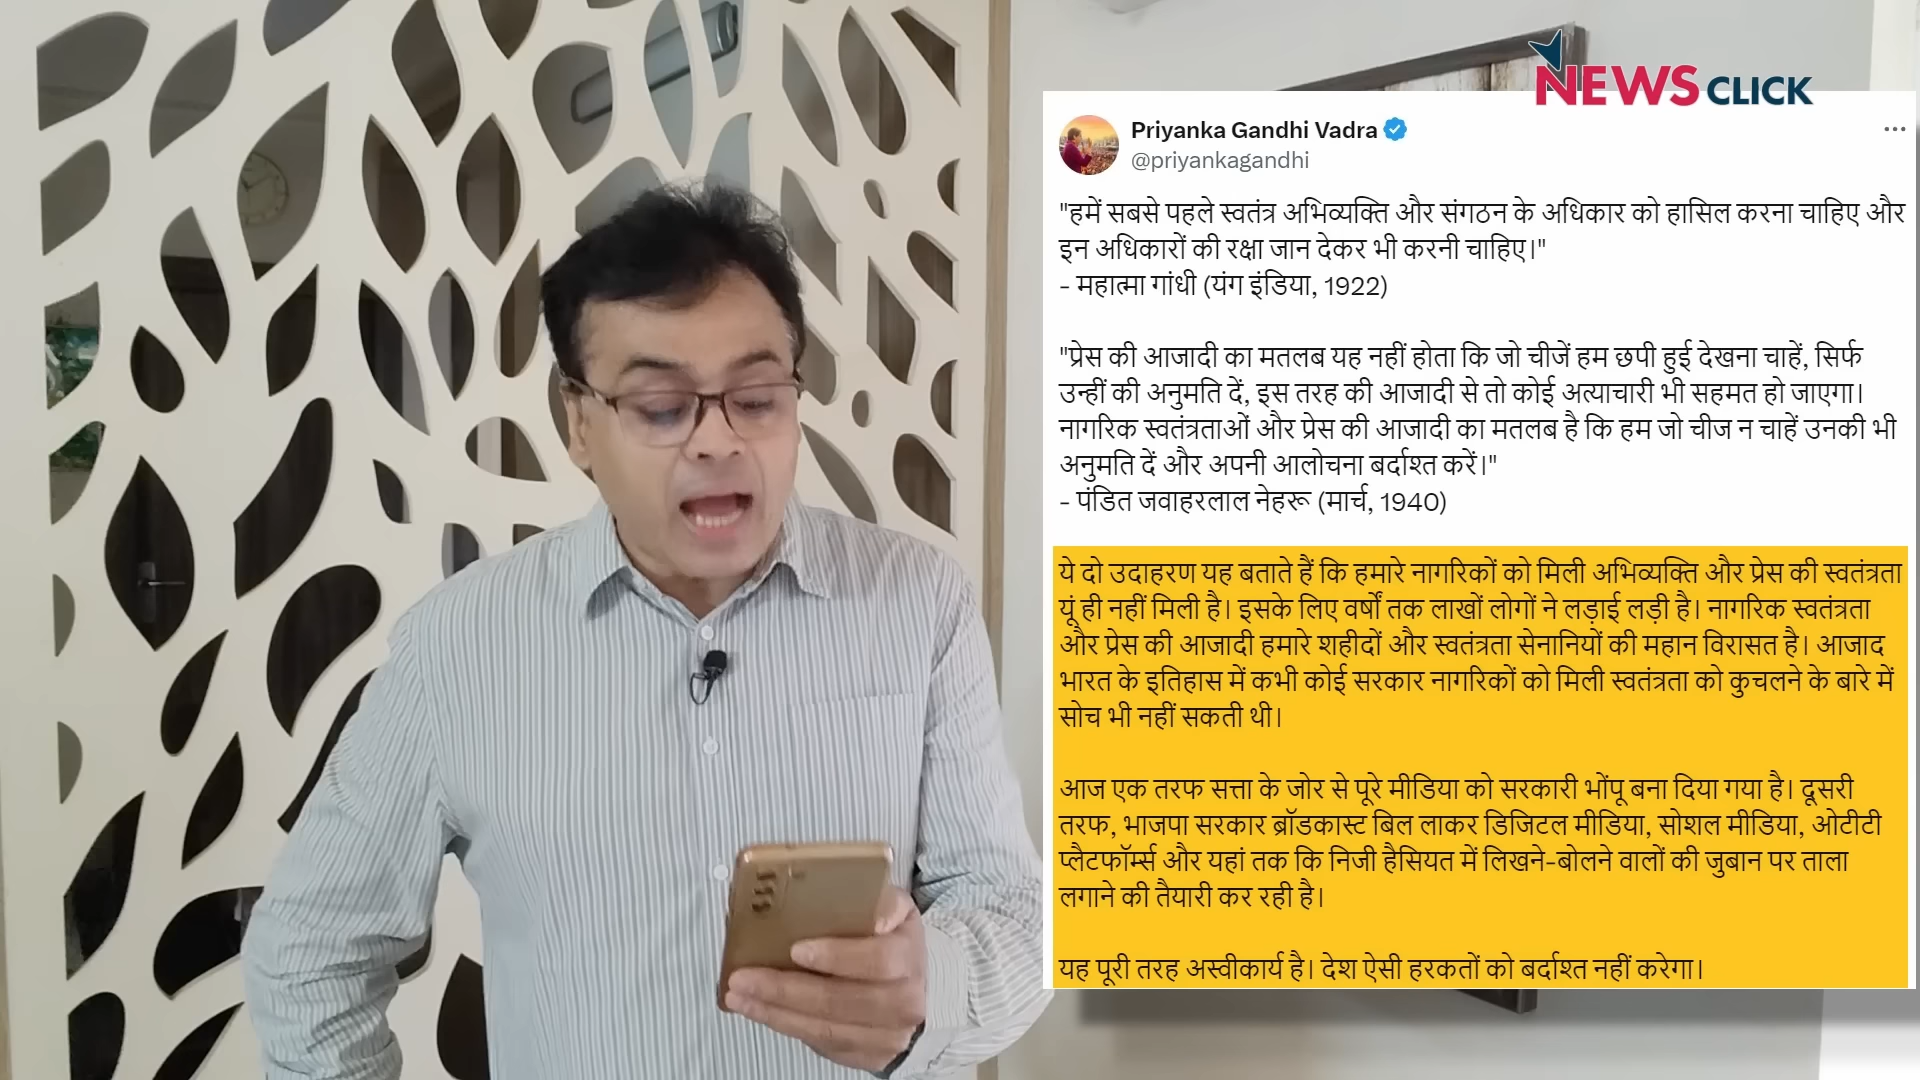 NEWS CLICK
Priyanka Gandhi Vadra
@priyankagandhi
"हमें सबसे पहले स्वतंत्र अभिव्यक्ति और संगठन के अधिकार को हासिल करना चाहिए और
इन अधिकारों की रक्षा जान देकर भी करनी चाहिए।"
- महात्मा गांधी (यंग इंडिया, 1922)
"प्रेस की आजादी का मतलब यह नहीं होता कि जो चीजें हम छपी हुई देखना चाहें, सिर्फ
उन्हीं की अनुमति दें, इस तरह की आजादी से तो कोई अत्याचारी भी सहमत हो जाएगा।
नागरिक स्वतंत्रताओं और प्रेस की आजादी का मतलब है कि हम जो चीज न चाहें उनकी भी
अनुमति दें और अपनी आलोचना बर्दाश्त करें।"
- पंडित जवाहरलाल नेहरू (मार्च, 1940)
ये दो उदाहरण यह बताते हैं कि हमारे नागरिकों को मिली अभिव्यक्ति और प्रेस की स्वतंत्रता
यूं ही नहीं मिली है। इसके लिए वर्षों तक लाखों लोगों ने लड़ाई लड़ी है। नागरिक स्वतंत्रता
और प्रेस की आजादी हमारे शहीदों और स्वतंत्रता सेनानियों की महान विरासत है। आजाद
भारत के इतिहास में कभी कोई सरकार नागरिकों को मिली स्वतंत्रता को कुचलने के बारे में
सोच भी नहीं सकती थी।
आज एक तरफ सत्ता के जोर से पूरे मीडिया को सरकारी भोंपू बना दिया गया है। दूसरी
तरफ, भाजपा सरकार ब्रॉडकास्ट बिल लाकर डिजिटल मीडिया, सोशल मीडिया, ओटीटी
प्लैटफॉर्म्स और यहां तक कि निजी हैसियत में लिखने-बोलने वालों की जुबान पर ताला
लगाने की तैयारी कर रही है।
यह पूरी तरह अस्वीकार्य है। देश ऐसी हरकतों को बर्दाश्त नहीं करेगा।